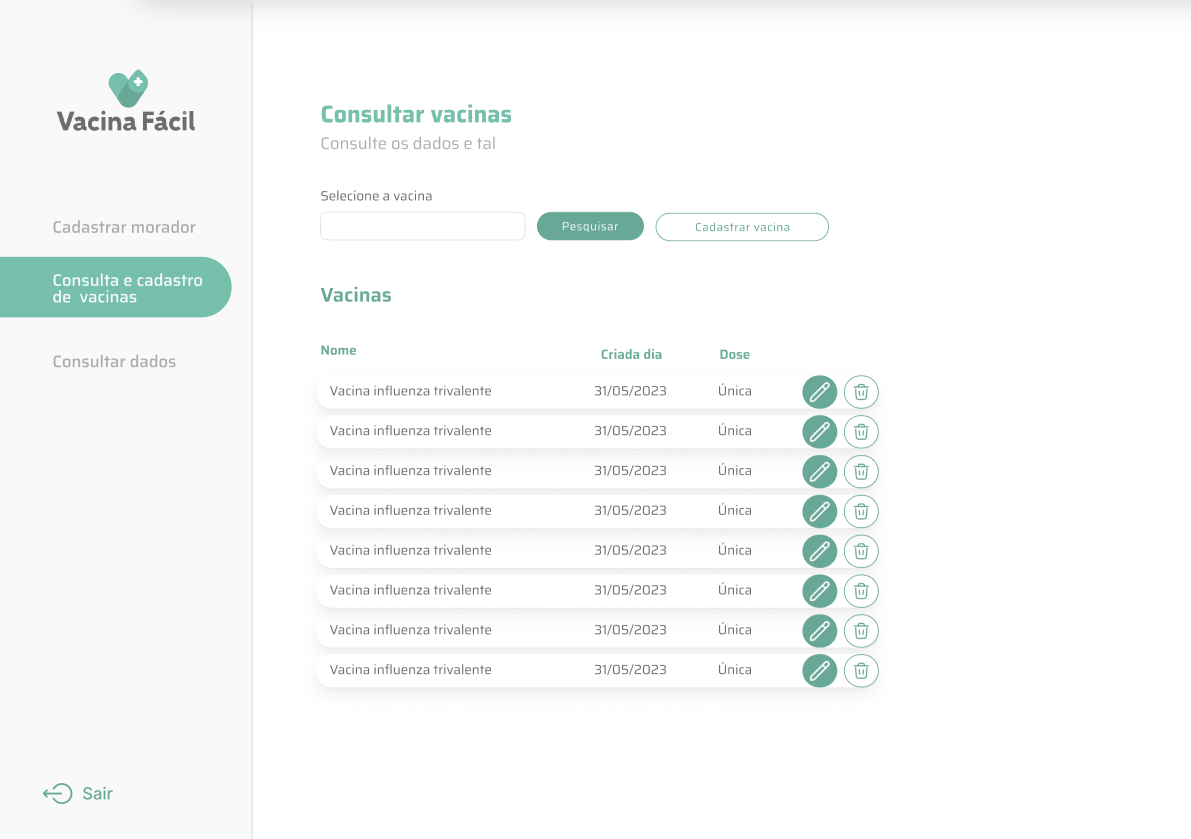 Vacina Fácil
Cadastrar morador
Consulta e cadastro
de vacinas
Consultar dados
Sair
Consultar vacinas
Consulte os dados e tal
Selecione a vacina
Pesquisar
Cadastrar vacina
Vacinas
Nome Criada dia Dose
Vacina influenza trivalente 31/05/2023 Única
Vacina influenza trivalente 31/05/2023 Única
Vacina influenza trivalente 31/05/2023 Única
Vacina influenza trivalente 31/05/2023 Única
Vacina influenza trivalente 31/05/2023 Única
Vacina influenza trivalente 31/05/2023 Única
Vacina influenza trivalente 31/05/2023 Única
Vacina influenza trivalente 31/05/2023 Única